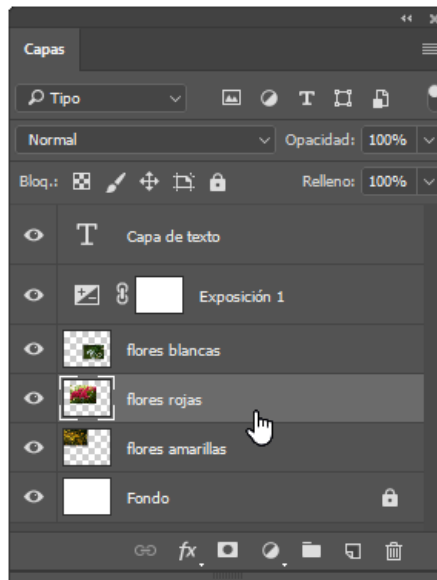 Capas
Tipo
Normal Opacidad: 100%
Bloq.: Relleno: 100%
T Capa de texto
Exposición 1
flores blancas
flores rojas
flores amarillas
Fondo
fx